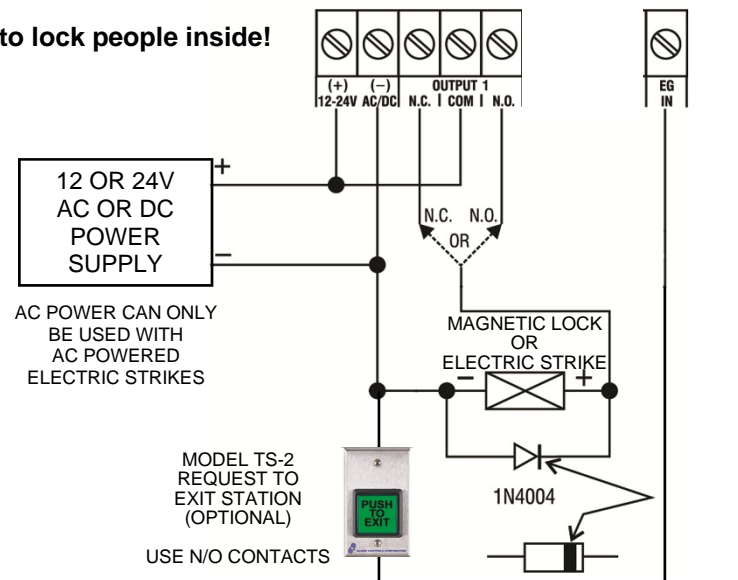 to lock people inside!
(+) (–) OUTPUT 1 EG
12-24V AC/DC N.C. COM N.O. IN
+
12 OR 24V
AC OR DC
POWER
SUPPLY
–
N.C. N.O.
OR
AC POWER CAN ONLY
BE USED WITH
AC POWERED
ELECTRIC STRIKES
MAGNETIC LOCK
OR
ELECTRIC STRIKE
– +
MODEL TS-2
REQUEST TO
EXIT STATION
(OPTIONAL)
USE N/O CONTACTS
PUSH
TO
EXIT
1N4004